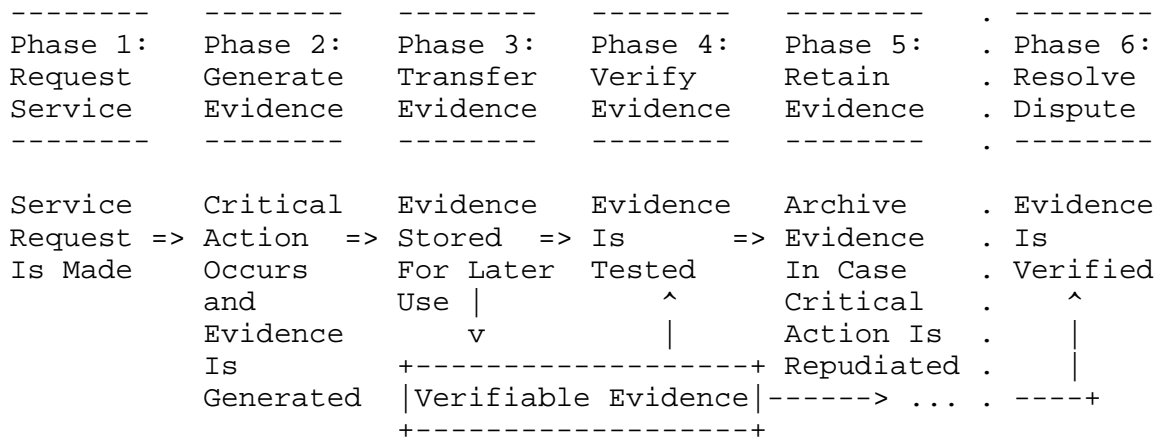 --------   --------   --------   --------   --------   . --------
Phase 1:   Phase 2:   Phase 3:   Phase 4:   Phase 5:   . Phase 6:
Request    Generate   Transfer   Verify     Retain     . Resolve
Service    Evidence   Evidence   Evidence   Evidence   . Dispute
--------   --------   --------   --------   --------   . --------

Service    Critical   Evidence   Evidence   Archive    . Evidence
Request => Action  => Stored  => Is      => Evidence   . Is
Is Made    Occurs     For Later  Tested     In Case    . Verified
           and        Use |          ^      Critical   .     ^
           Evidence       v          |      Action Is  .     |
           Is         +-------------------+ Repudiated .     |
           Generated  |Verifiable Evidence|------> ... . ----+
                      +-------------------+